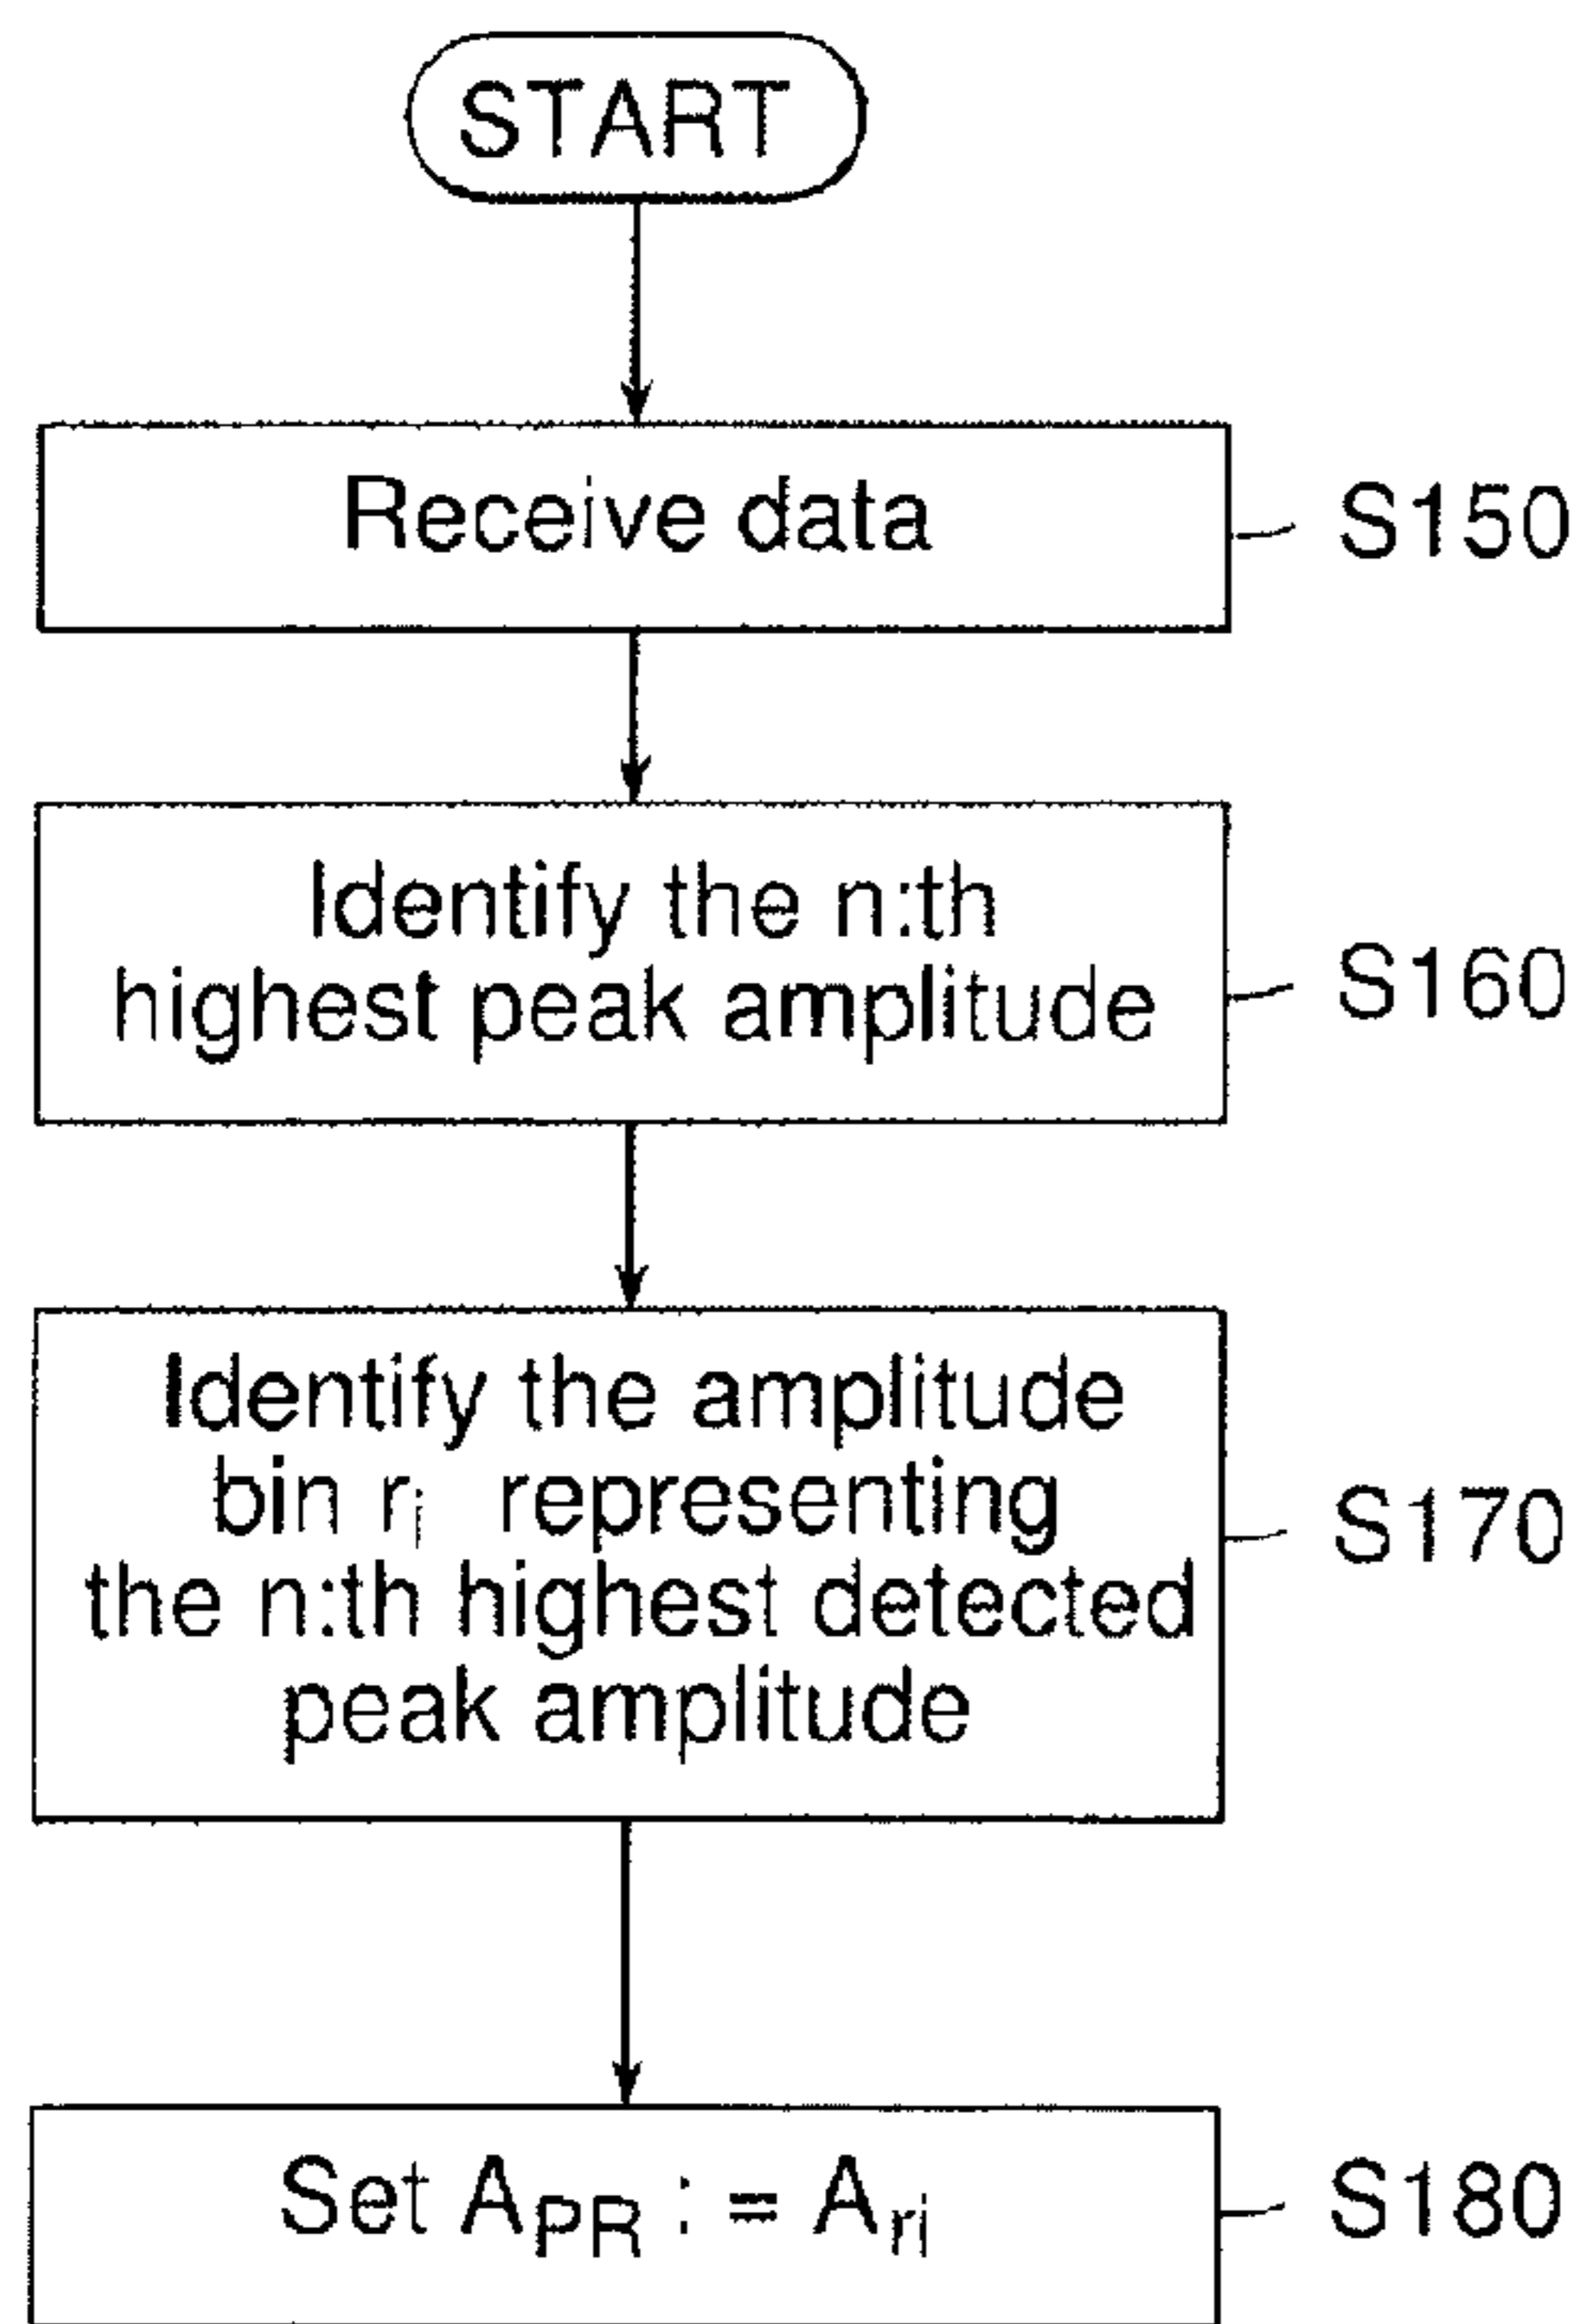 START
Receive data
S150
Identify the n:th
highest peak amplitude
S160
Identify the amplitude
bin ri representing
the n:th highest detected
peak amplitude
S170
Set APR : = Ari
S180